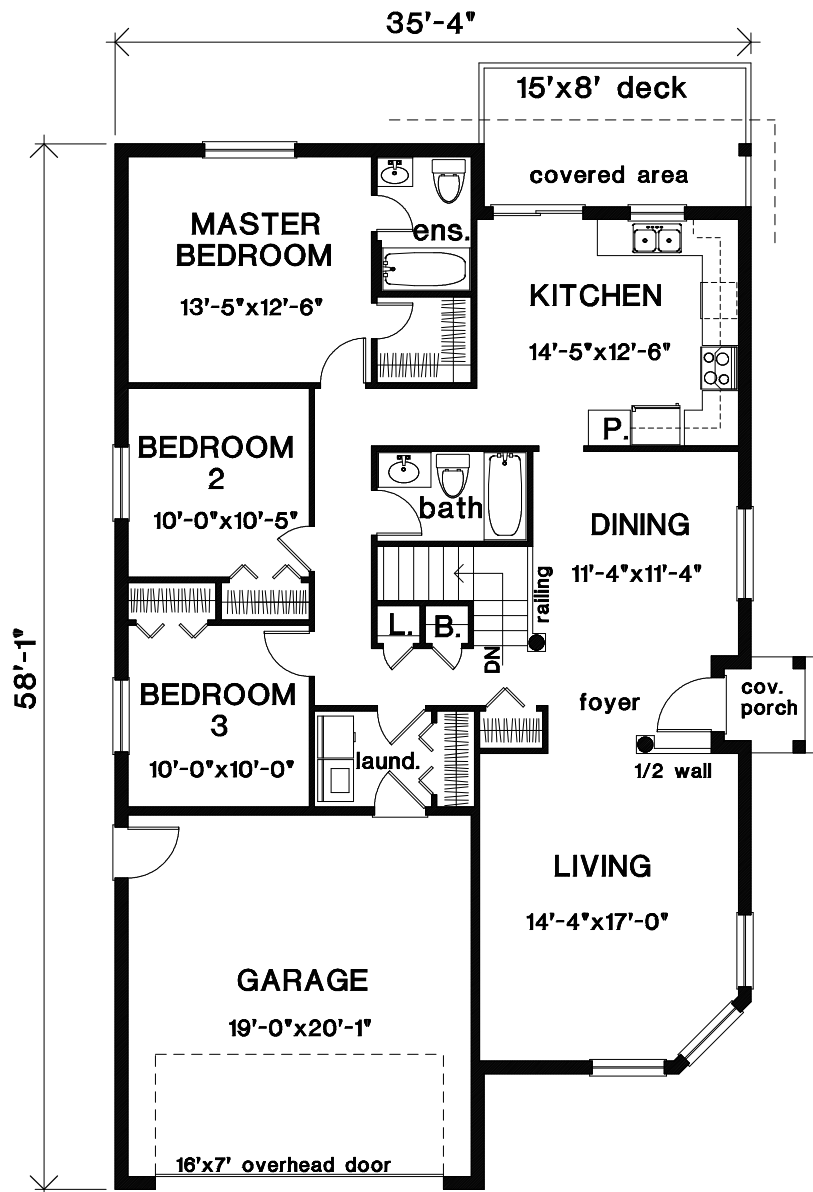 35'-4"
15'x8' deck
covered area
MASTER
BEDROOM
13'-5"x12'-6"
ens.
KITCHEN
14'-5"x12'-6"
P.
BEDROOM
2
10'-0"x10'-5"
bath
DINING
11'-4"x11'-4"
railing
L.
B.
DN
58'-1"
BEDROOM
3
10'-0"x10'-0"
laund.
foyer
cov.
porch
1/2 wall
LIVING
14'-4"x17'-0"
GARAGE
19'-0"x20'-1"
16'x7' overhead door